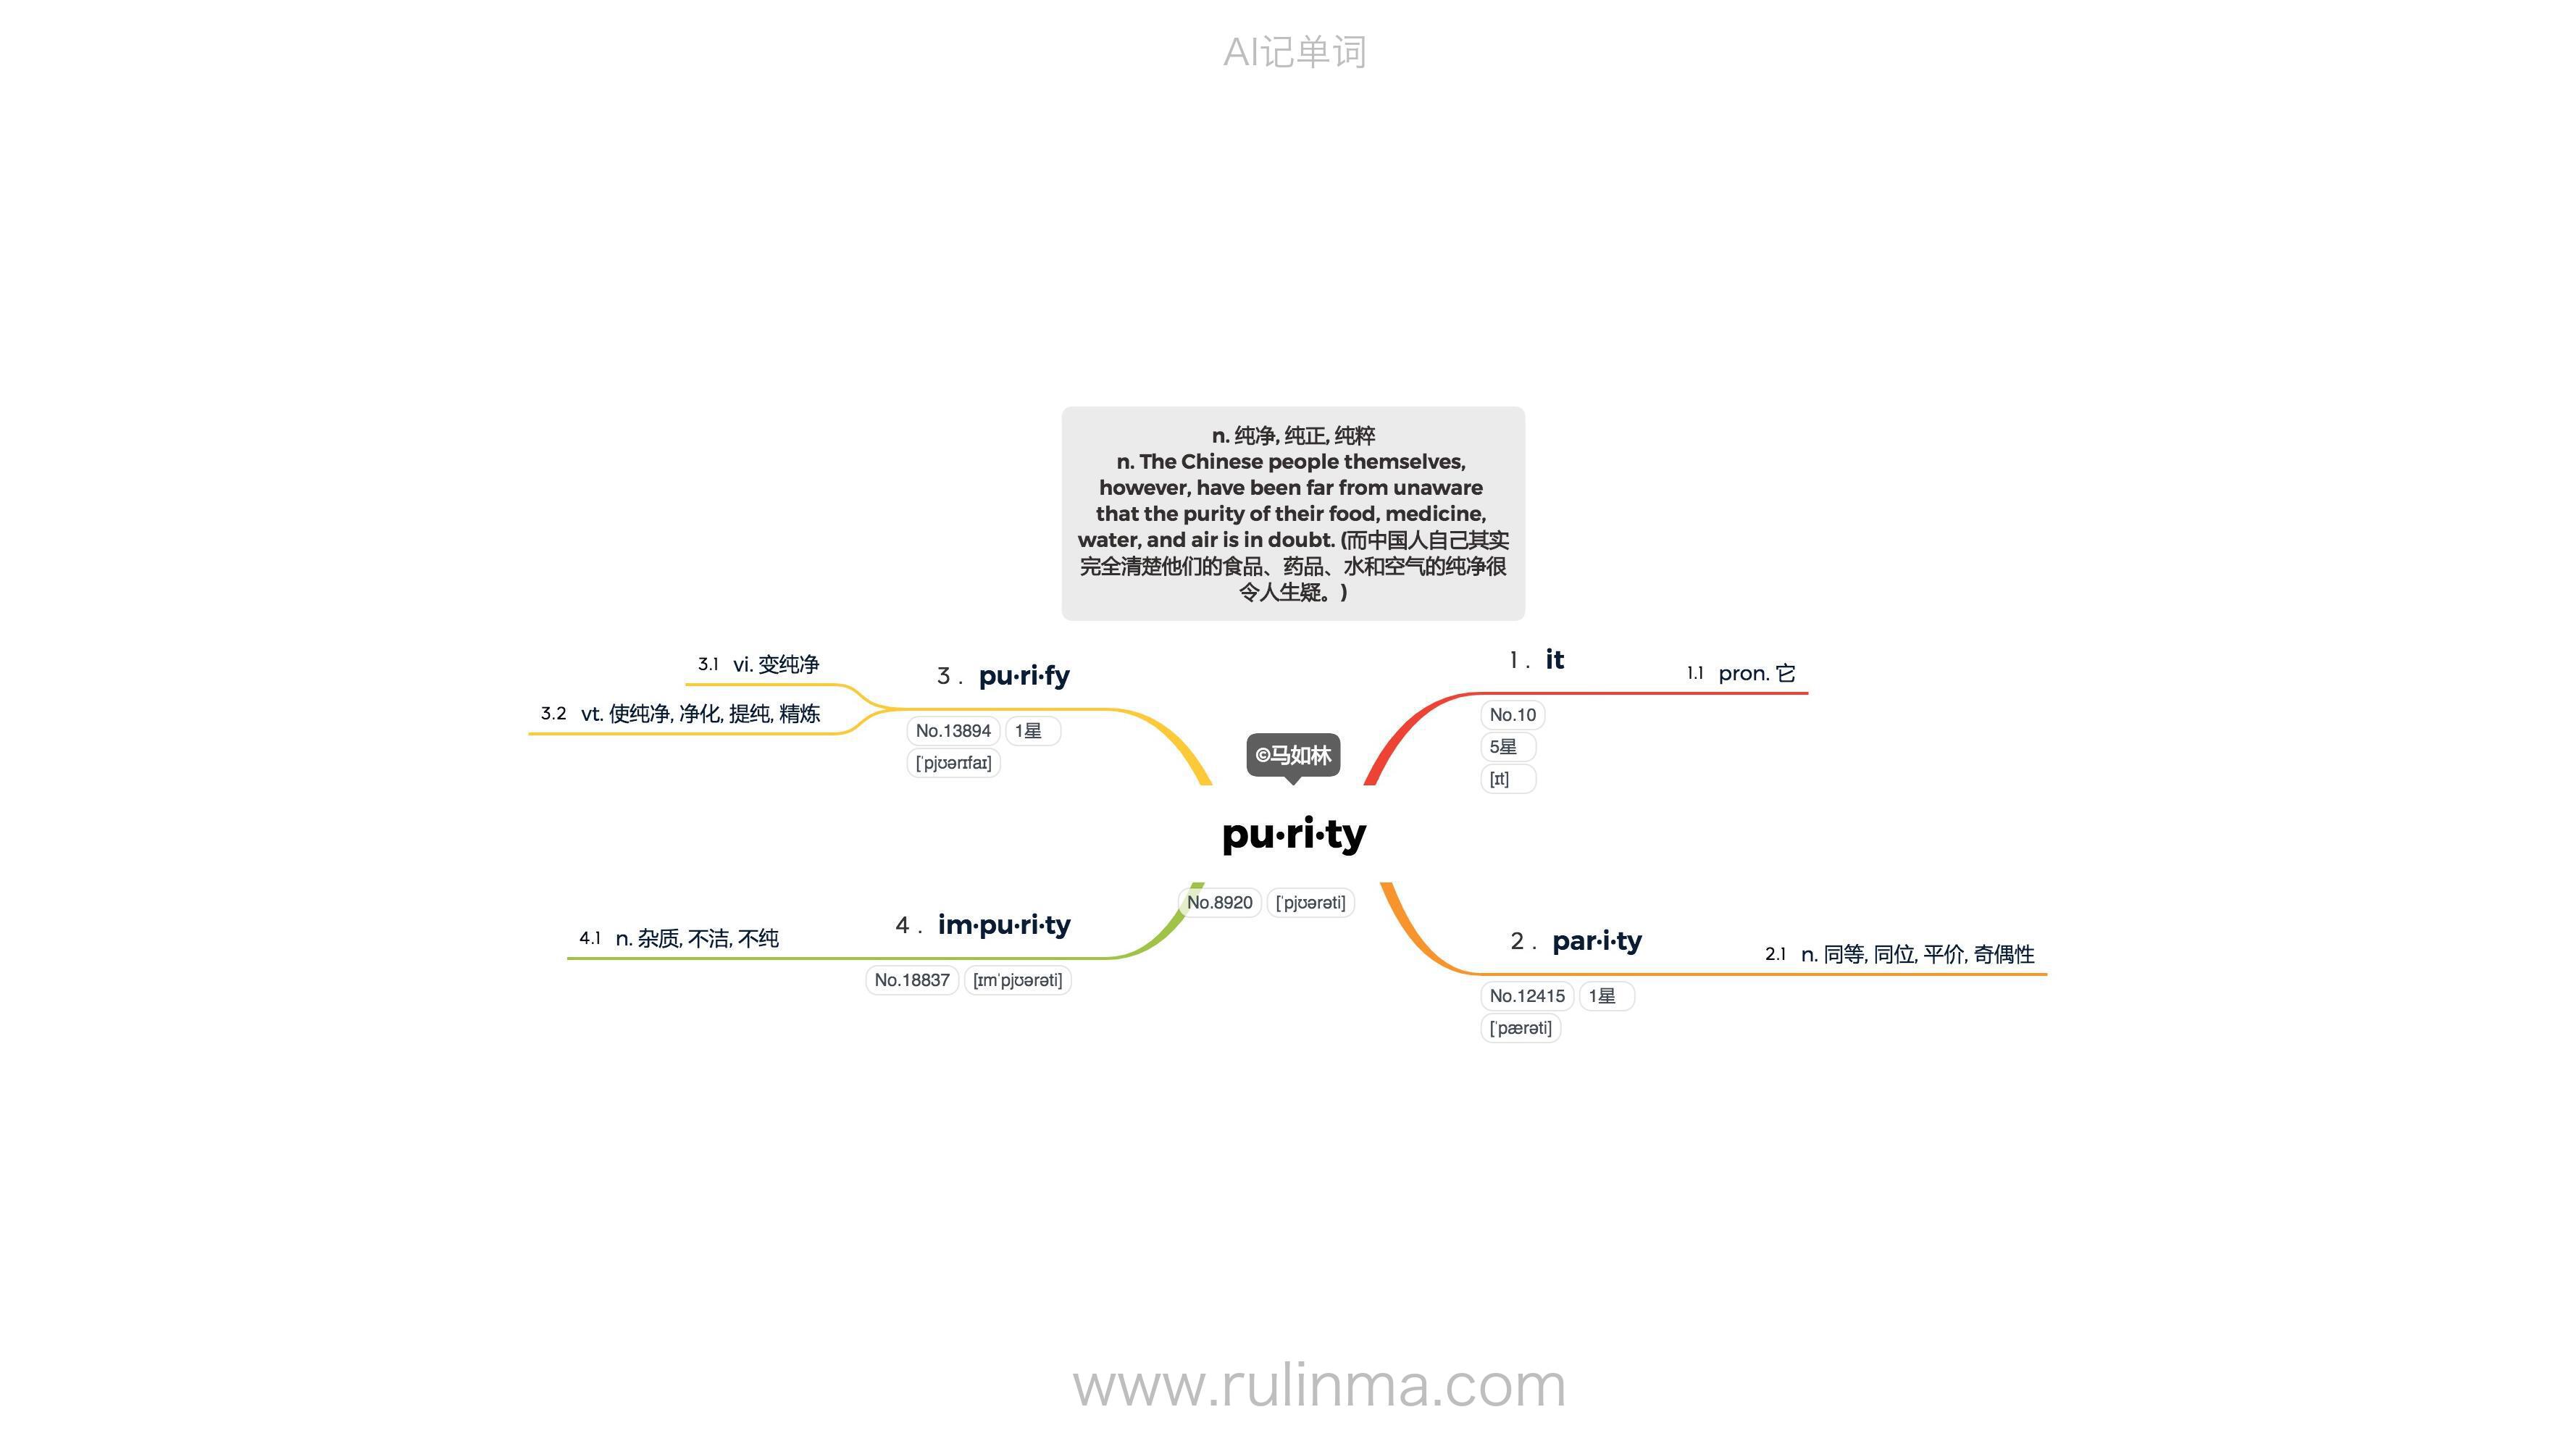 AI记单词
n. 纯净, 纯正, 纯粹
n. The Chinese people themselves,
however, have been far from unaware
that the purity of their food, medicine,
water, and air is in doubt. (而中国人自己其实
完全清楚他们的食品、药品、水和空气的纯净很
令人生疑。)
©马如林
pu·ri·ty
No.8920 [ˈpjʊərəti]
1 . it
1.1 pron. 它
No.10
5星
[ɪt]
2 . par·i·ty
2.1 n. 同等, 同位, 平价, 奇偶性
No.12415 1星
[ˈpærəti]
3 . pu·ri·fy
3.1 vi. 变纯净
3.2 vt. 使纯净, 净化, 提纯, 精炼
No.13894 1星
[ˈpjʊərɪfaɪ]
4 . im·pu·ri·ty
4.1 n. 杂质, 不洁, 不纯
No.18837 [ɪmˈpjʊərəti]
www.rulinma.com